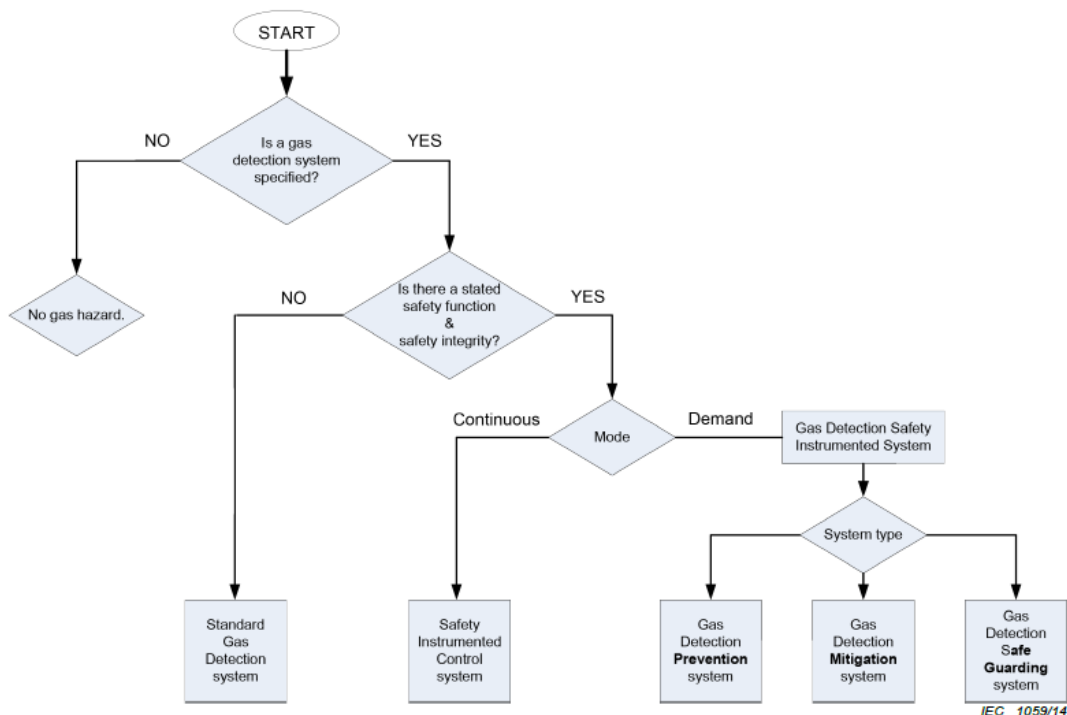 START
NO
YES
Is a gas
detection system
specified?
No gas hazard.
NO
YES
Is there a stated
safety function
&
safety integrity?
Continuous
Demand
Mode
Gas Detection Safety
Instrumented System
System type
Standard
Gas
Detection
system
Safety
Instrumented
Control
system
Gas
Detection
Prevention
system
Gas
Detection
Mitigation
system
Gas
Detection
Safe
Guarding
system
IEC 1059/14